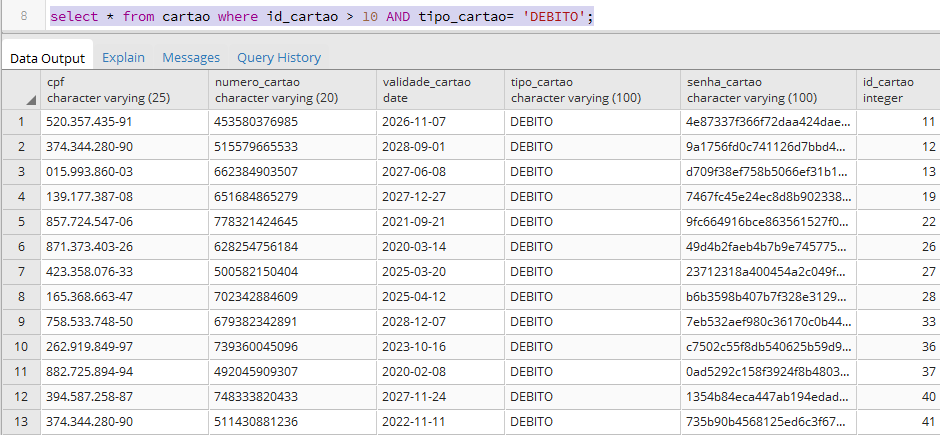 8 select * from cartao where id_cartao > 10 AND tipo_cartao= 'DEBITO';
Data Output Explain Messages Query History
cpf numero_cartao validade_cartao tipo_cartao senha_cartao id_cartao
character varying (25) character varying (20) date character varying (100) character varying (100) integer
1 520.357.435-91 453580376985 2026-11-07 DEBITO 4e87337f366f72daa424dae... 11
2 374.344.280-90 515579665533 2028-09-01 DEBITO 9a1756fd0c741126d7bbd4... 12
3 015.993.860-03 662384903507 2027-06-08 DEBITO d709f38ef758b5066ef31b1... 13
4 139.177.387-08 651684865279 2027-12-27 DEBITO 7467fc45e24ec8d8b902338... 19
5 857.724.547-06 778321424645 2021-09-21 DEBITO 9fc664916bce863561527f0... 22
6 871.373.403-26 628254756184 2020-03-14 DEBITO 49d4b2faeb4b7b9e745775... 26
7 423.358.076-33 500582150404 2025-03-20 DEBITO 23712318a400454a2c049f... 27
8 165.368.663-47 702342884609 2025-04-12 DEBITO b6b3598b407b7f328e3129... 28
9 758.533.748-50 679382342891 2028-12-07 DEBITO 7eb532aef980c36170c0b44... 33
10 262.919.849-97 739360045096 2023-10-16 DEBITO c7502c55f8db540625b59d9... 36
11 882.725.894-94 492045909307 2020-02-08 DEBITO 0ad5292c158f3924f8b4803... 37
12 394.587.258-87 748333820433 2027-11-24 DEBITO 1354b84eca447ab194edad... 40
13 374.344.280-90 511430881236 2022-11-11 DEBITO 735b90b4568125ed6c3f67... 41